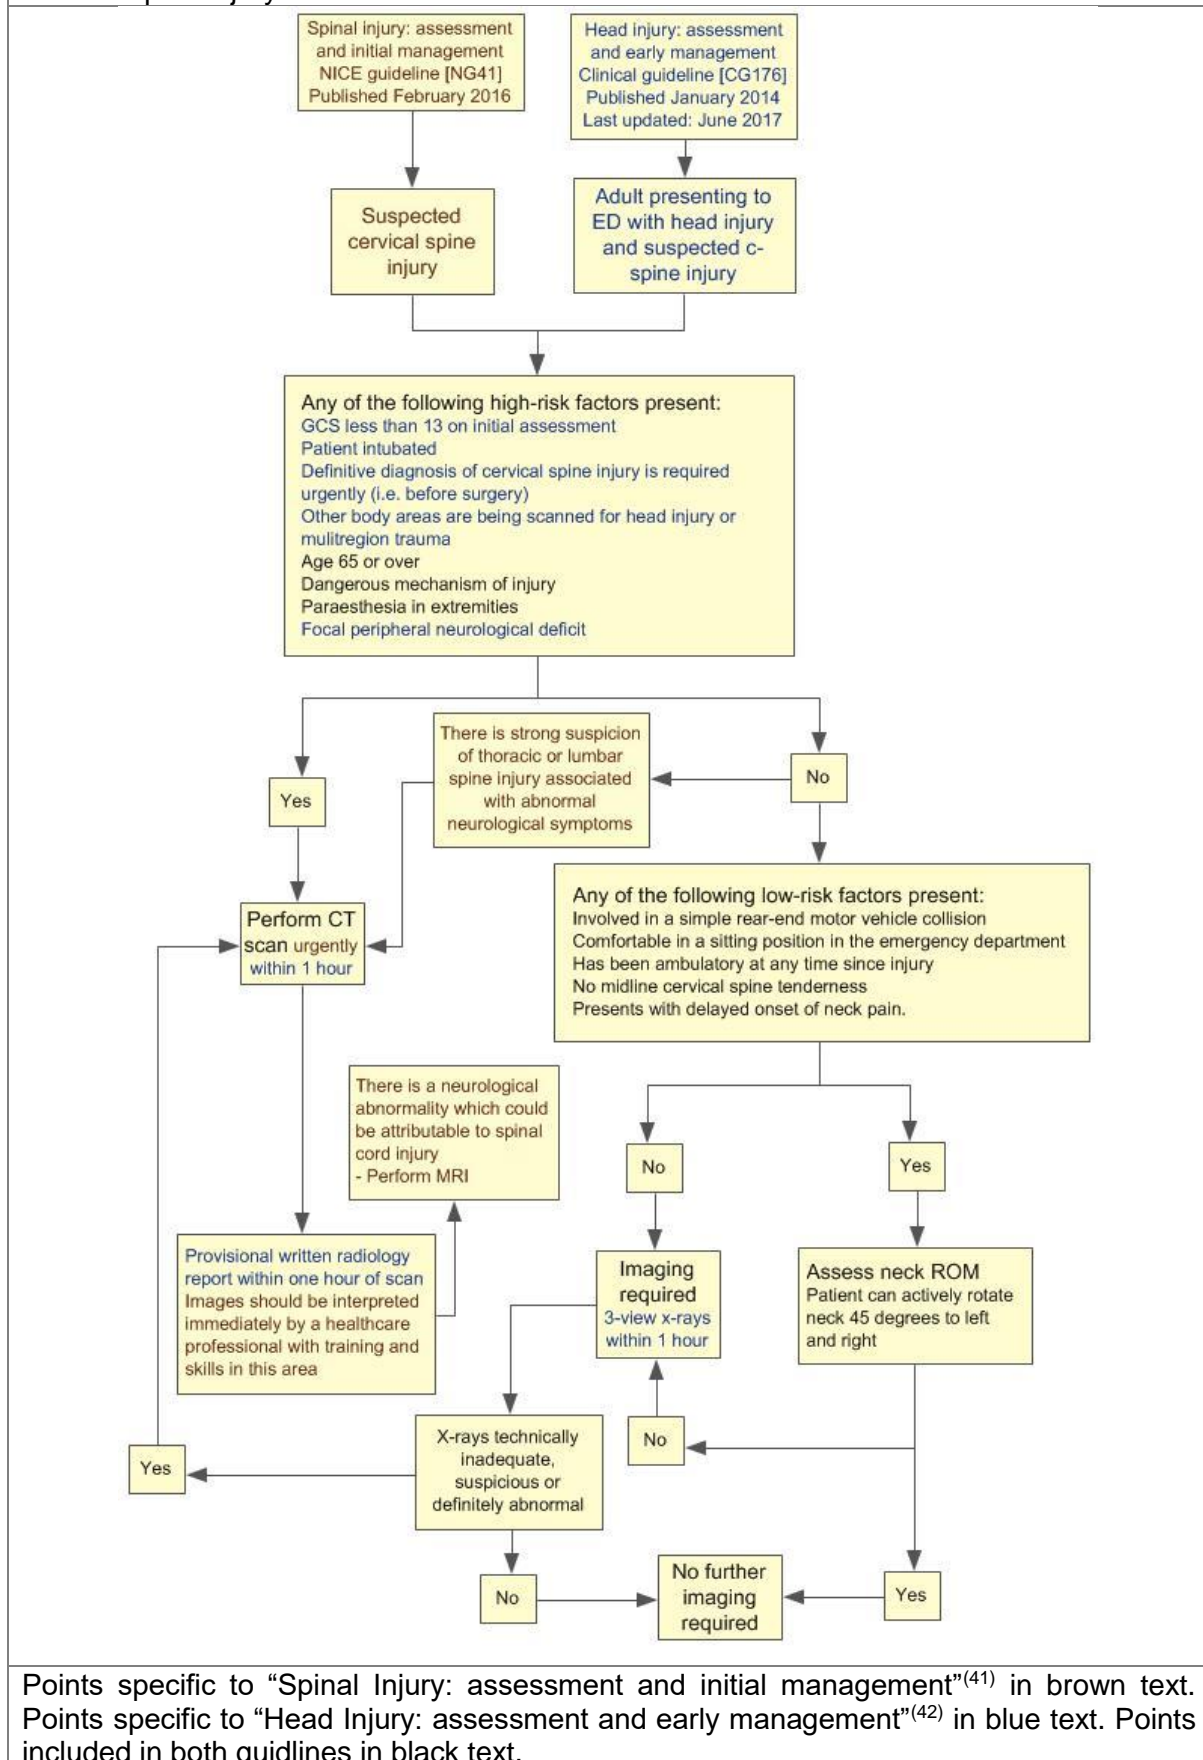 Spinal injury: assessment
and initial management
NICE guideline [NG41]
Published February 2016
Head injury: assessment
and early management
Clinical guideline [CG176]
Published January 2014
Last updated: June 2017
Suspected
cervical spine
injury
Adult presenting to
ED with head injury
and suspected c-
spine injury
Any of the following high-risk factors present:
GCS less than 13 on initial assessment
Patient intubated
Definitive diagnosis of cervical spine injury is required
urgently (i.e. before surgery)
Other body areas are being scanned for head injury or
mulitregion trauma
Age 65 or over
Dangerous mechanism of injury
Paraesthesia in extremities
Focal peripheral neurological deficit
There is strong suspicion
of thoracic or lumbar
spine injury associated
with abnormal
neurological symptoms
No
Yes
Any of the following low-risk factors present:
Involved in a simple rear-end motor vehicle collision
Comfortable in a sitting position in the emergency department
Has been ambulatory at any time since injury
No midline cervical spine tenderness
Presents with delayed onset of neck pain.
Perform CT
scan urgently
within 1 hour
There is a neurological
abnormality which could
be attributable to spinal
cord injury
- Perform MRI
No
Yes
Provisional written radiology
report within one hour of scan
Images should be interpreted
immediately by a healthcare
professional with training and
skills in this area
Imaging
required
3-view x-rays
within 1 hour
Assess neck ROM
Patient can actively rotate
neck 45 degrees to left
and right
X-rays technically
inadequate,
suspicious or
definitely abnormal
No
Yes
No
No further
imaging
required
Yes
Points specific to “Spinal Injury: assessment and initial management”(41) in brown text.
Points specific to “Head Injury: assessment and early management”(42) in blue text. Points
included in both guidlines in black text.